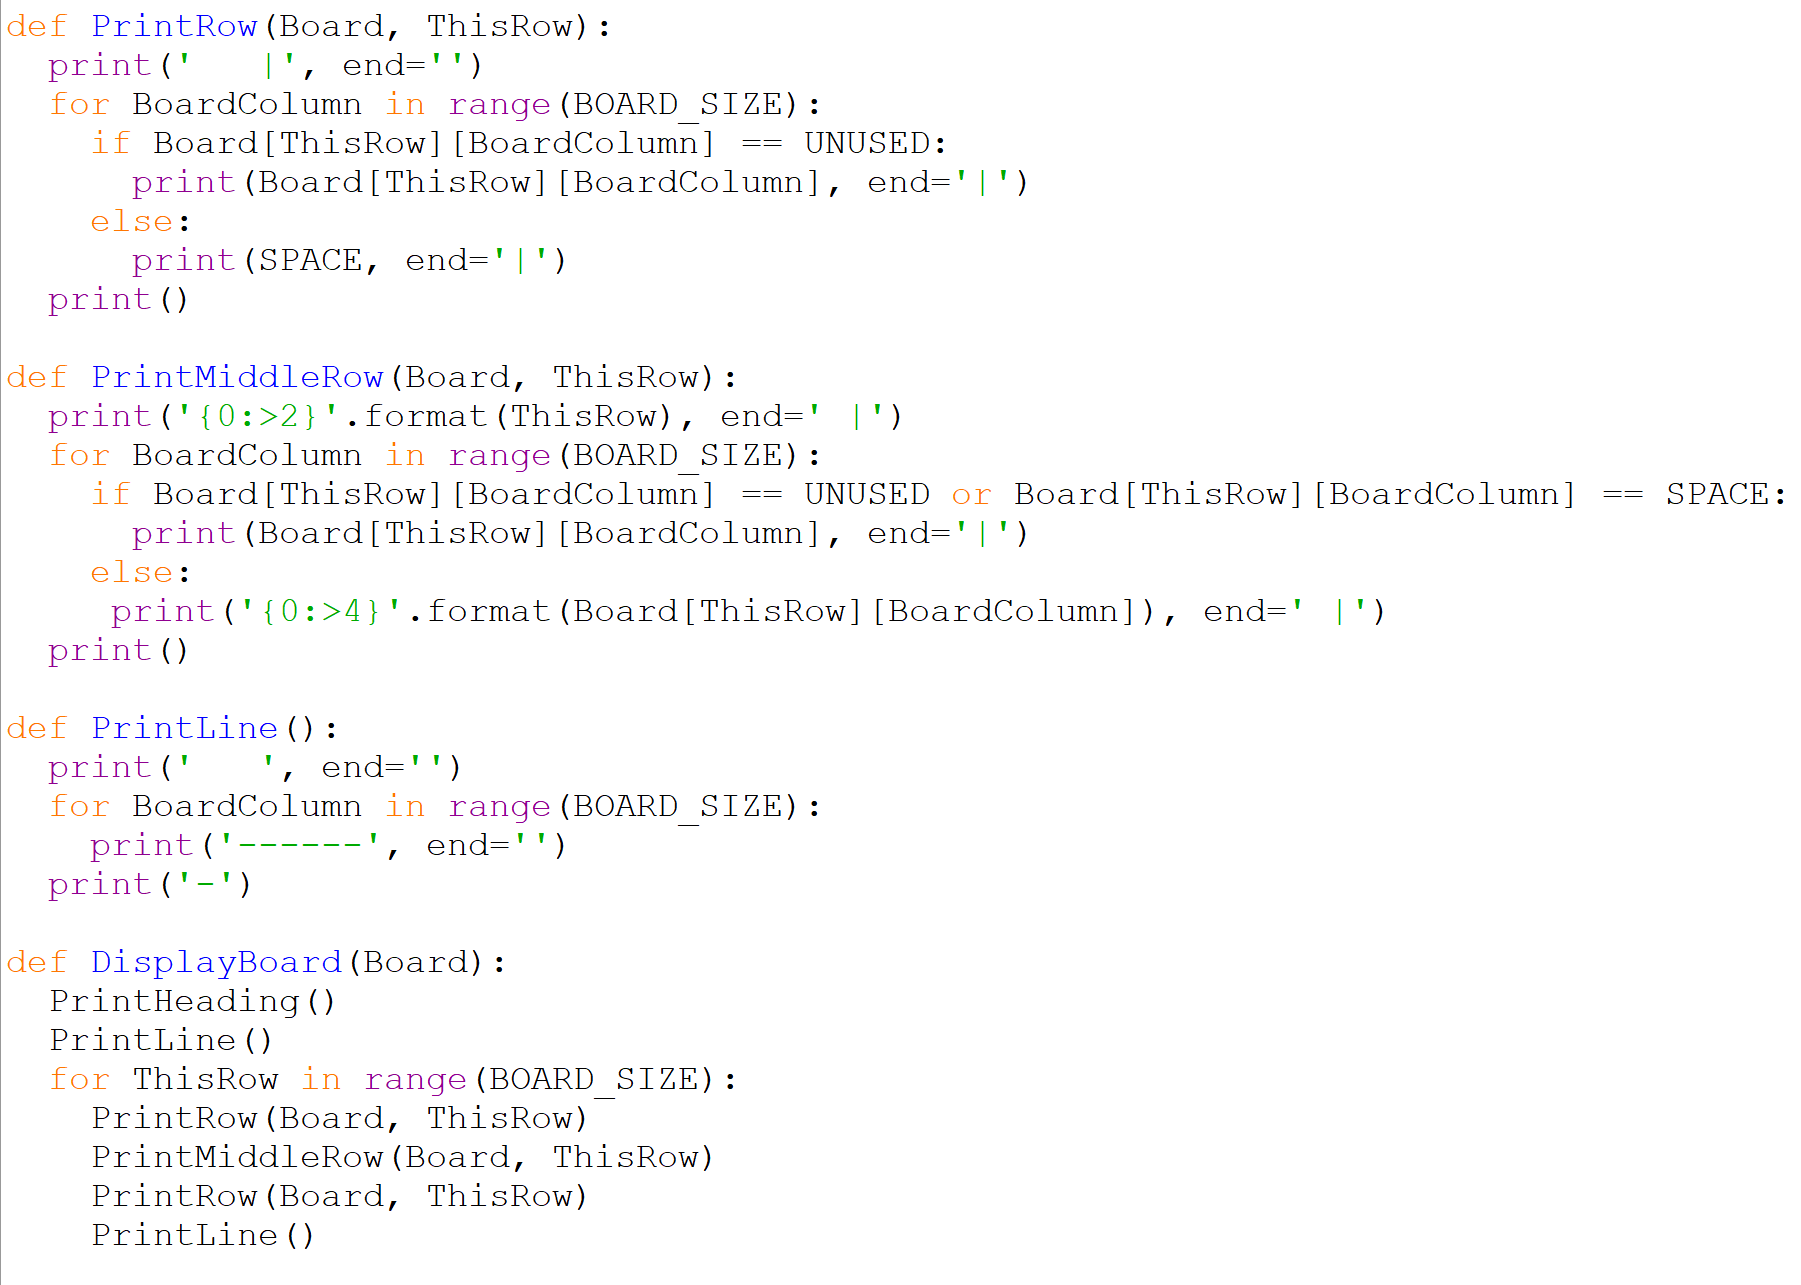 def PrintRow(Board, ThisRow):
  print('   |', end='')
  for BoardColumn in range(BOARD_SIZE):
    if Board[ThisRow][BoardColumn] == UNUSED:
      print(Board[ThisRow][BoardColumn], end='|')
    else:
      print(SPACE, end='|')
  print()

def PrintMiddleRow(Board, ThisRow):
  print('{0:>2}'.format(ThisRow), end=' |')
  for BoardColumn in range(BOARD_SIZE):
    if Board[ThisRow][BoardColumn] == UNUSED or Board[ThisRow][BoardColumn] == SPACE:
      print(Board[ThisRow][BoardColumn], end='|')
    else:
     print('{0:>4}'.format(Board[ThisRow][BoardColumn]), end=' |')
  print()

def PrintLine():
  print('   ', end='')
  for BoardColumn in range(BOARD_SIZE):
    print('------', end='')
  print('-')

def DisplayBoard(Board):
  PrintHeading()
  PrintLine()
  for ThisRow in range(BOARD_SIZE):
    PrintRow(Board, ThisRow)
    PrintMiddleRow(Board, ThisRow)
    PrintRow(Board, ThisRow)
    PrintLine()